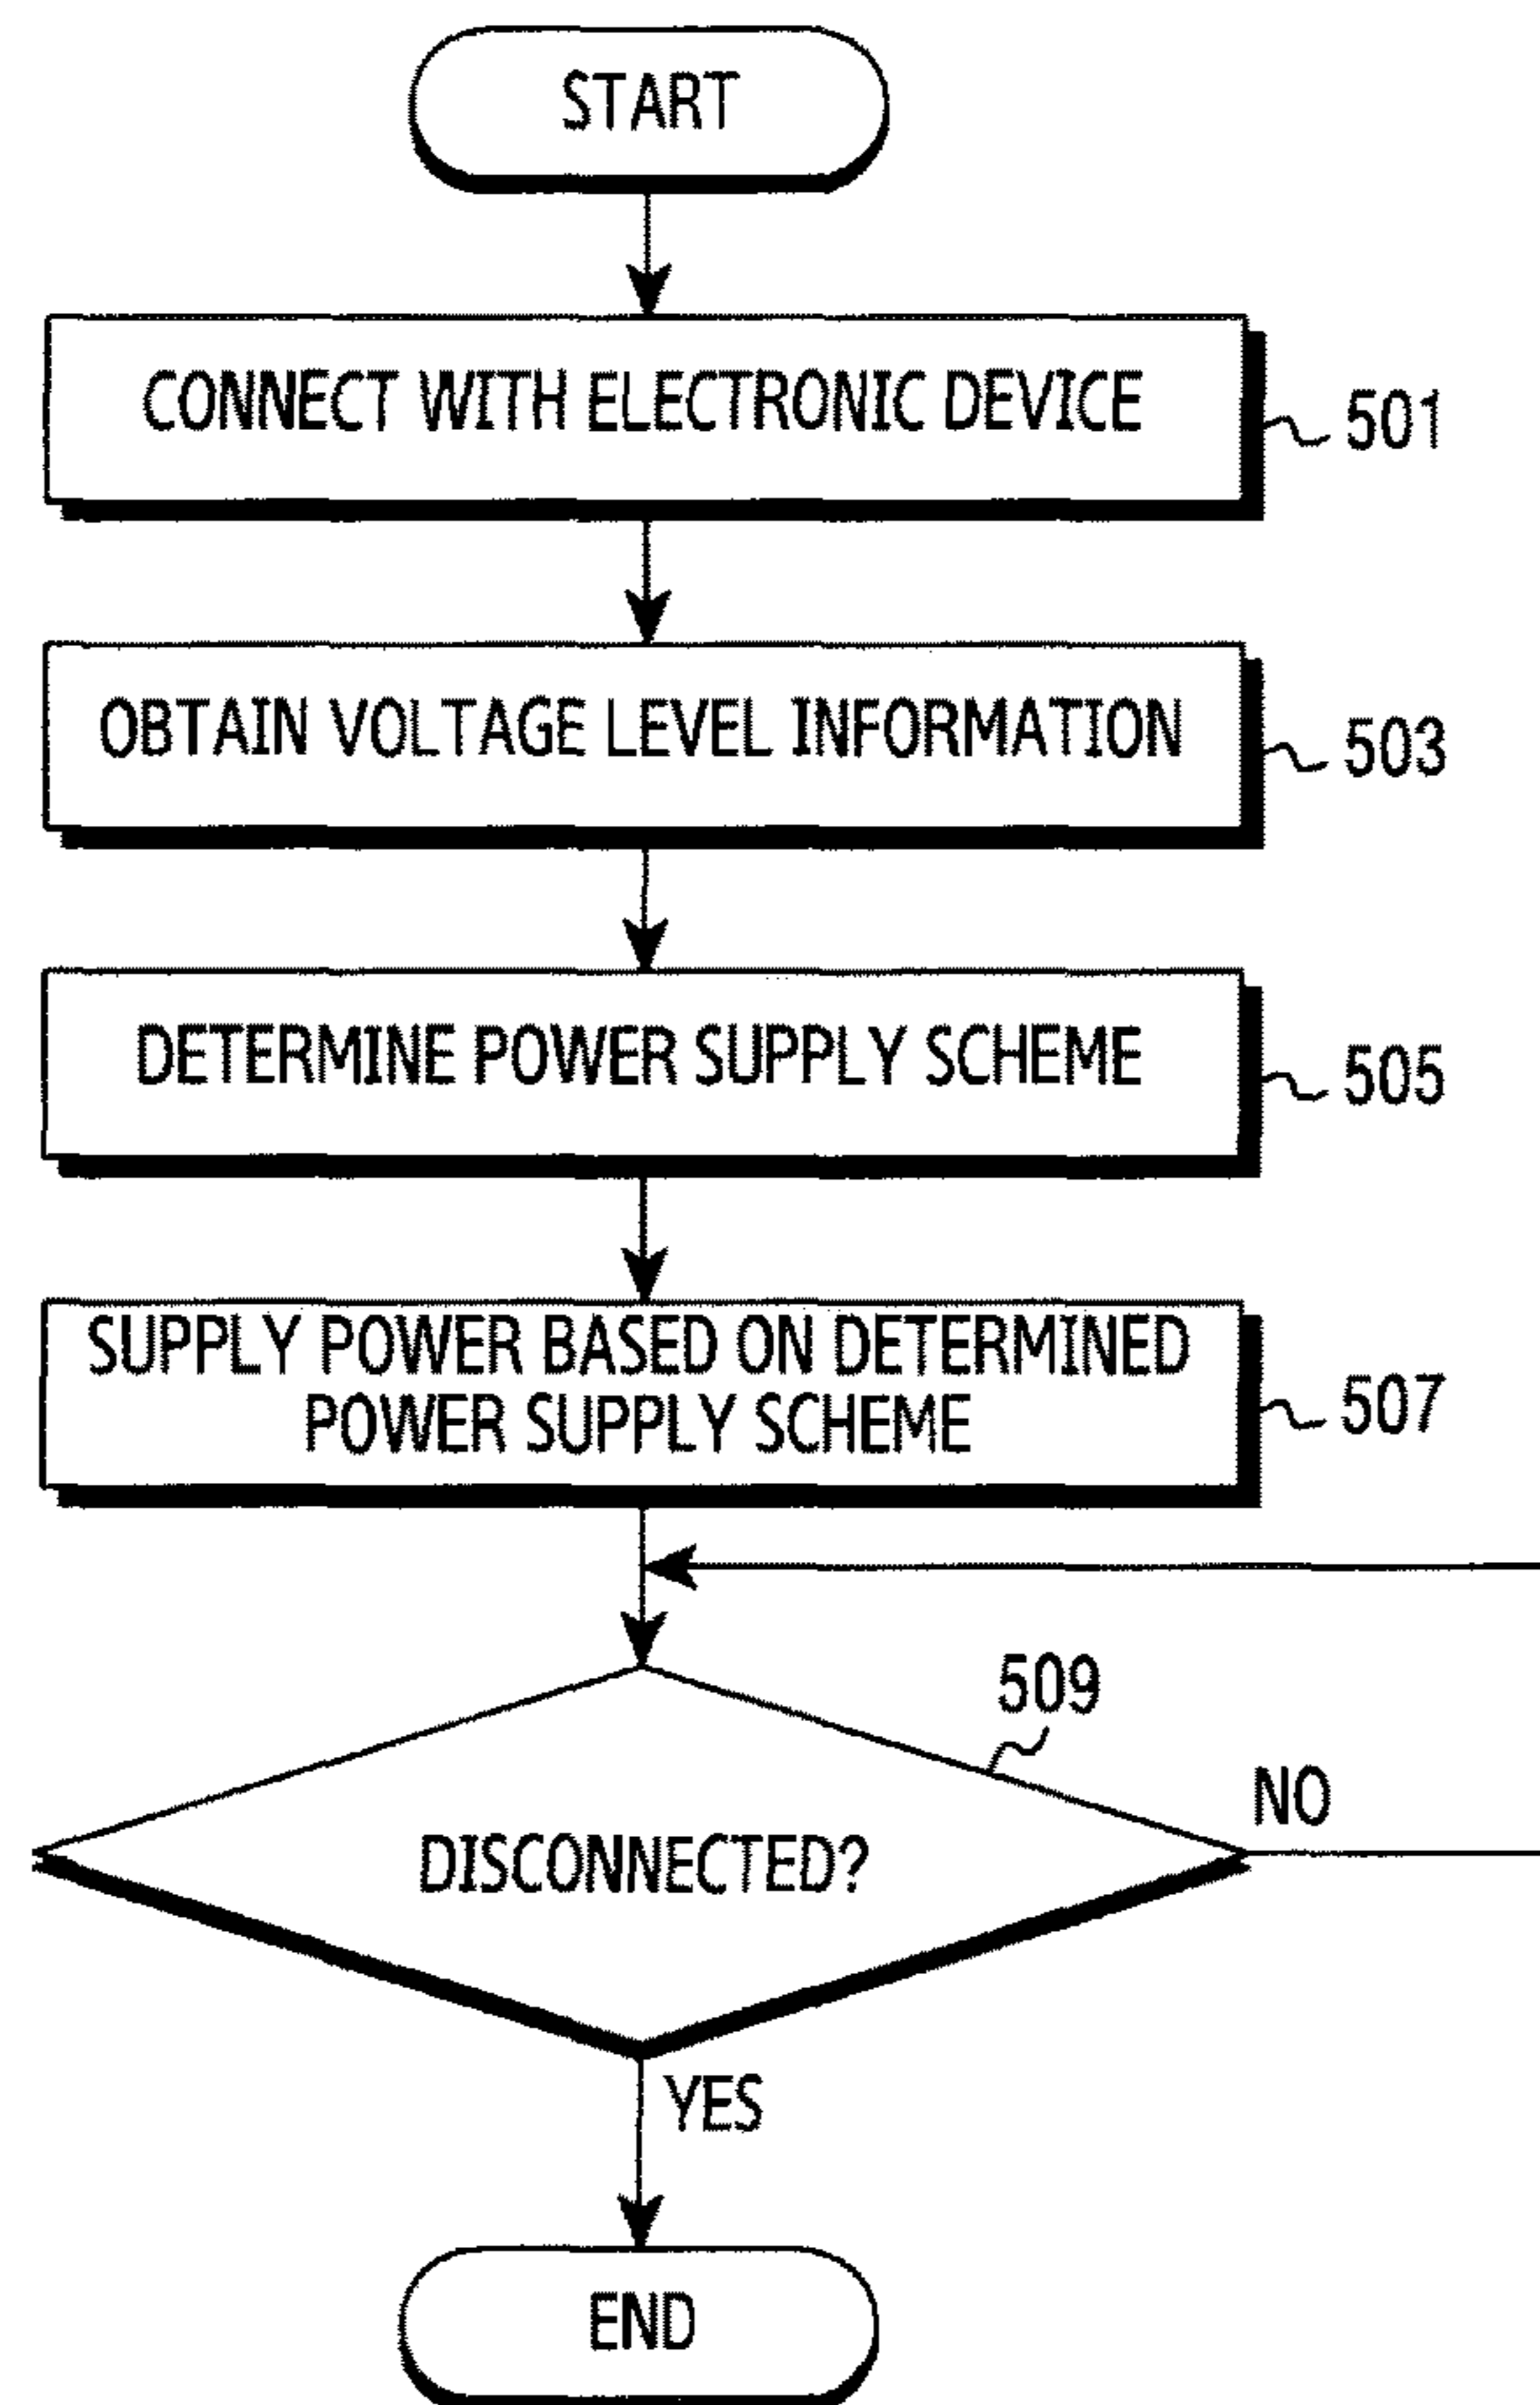 START
CONNECT WITH ELECTRONIC DEVICE
501
OBTAIN VOLTAGE LEVEL INFORMATION
503
DETERMINE POWER SUPPLY SCHEME
505
SUPPLY POWER BASED ON DETERMINED
POWER SUPPLY SCHEME
507
509
NO
DISCONNECTED?
YES
END